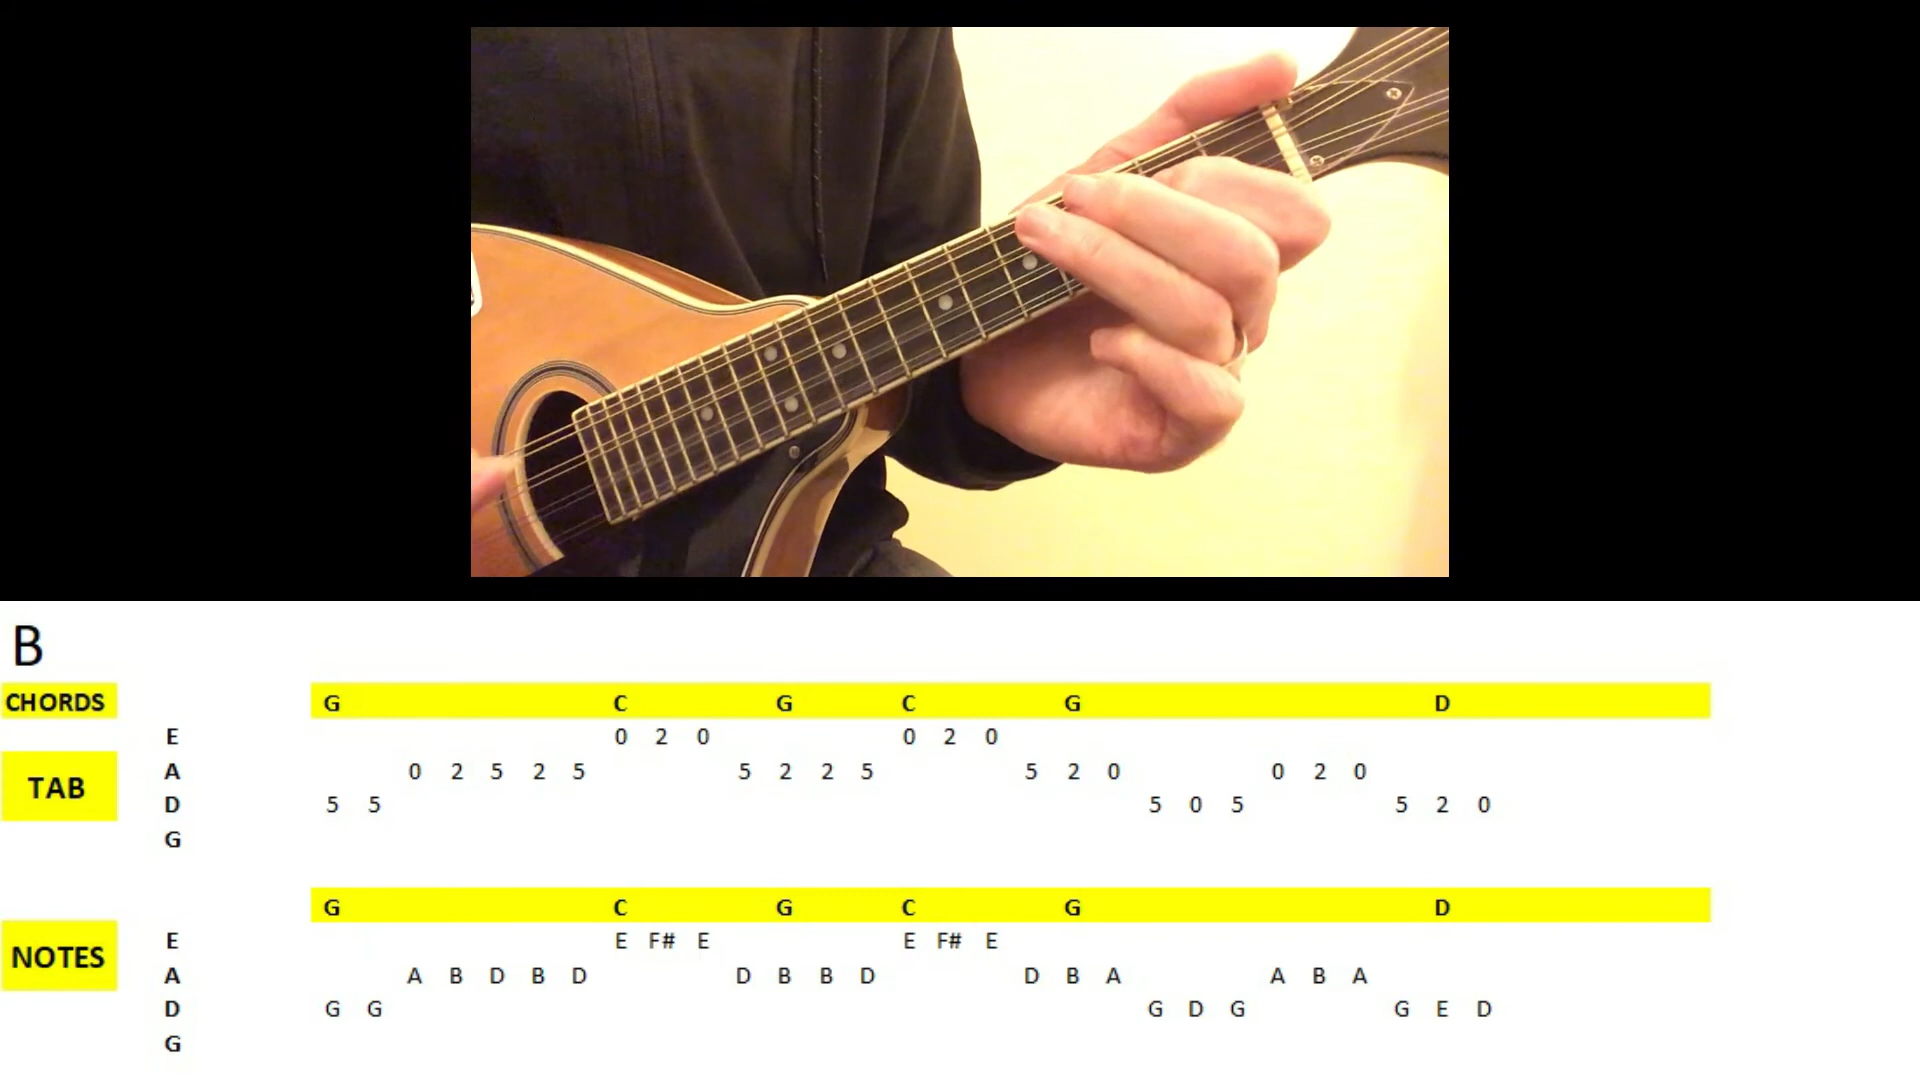 B
CHORDS G C G C G D
E 0 2 0 0 2 0
TAB
A 0 2 5 2 5 5 2 2 5 5 2 0 0 2 0
D 5 5 5 0 5 5 2 0
G
G C G C G D
NOTES
E E F# E E F# E
A A B D B D D B B D D B A A B A
D G G G D G G E D
G